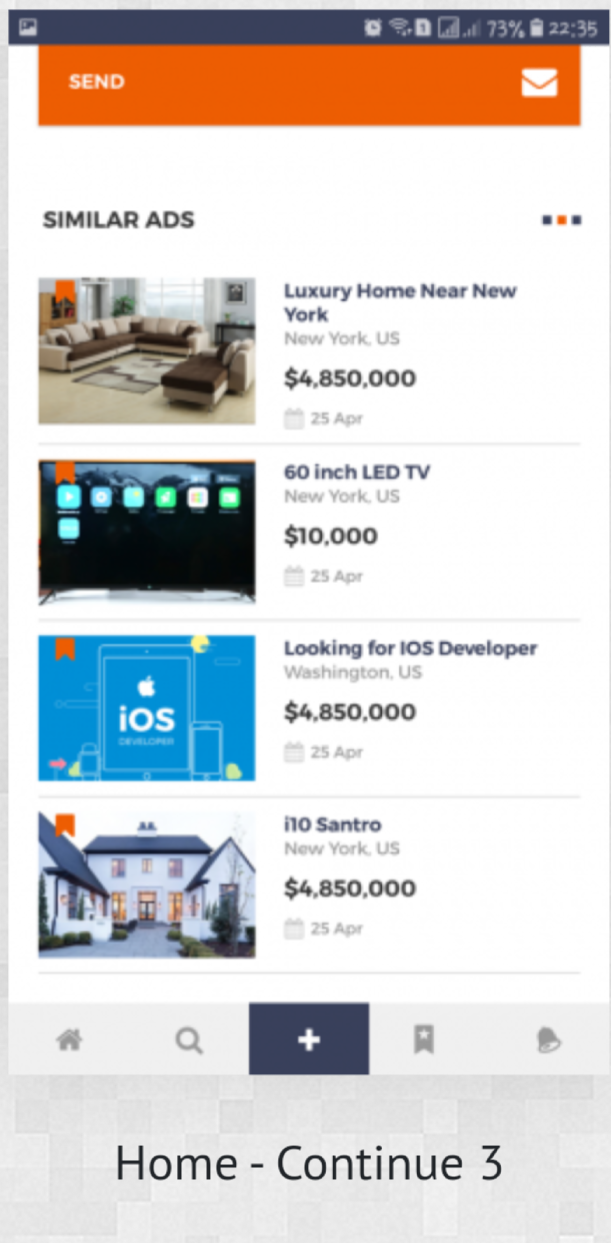 73% 22:35
SEND
SIMILAR ADS
Luxury Home Near New
York
New York, US
$4,850,000
25 Apr
60 inch LED TV
New York, US
$10,000
25 Apr
iOS
DEVELOPER
Looking for IOS Developer
Washington, US
$4,850,000
25 Apr
i10 Santro
New York, US
$4,850,000
25 Apr
Home - Continue 3